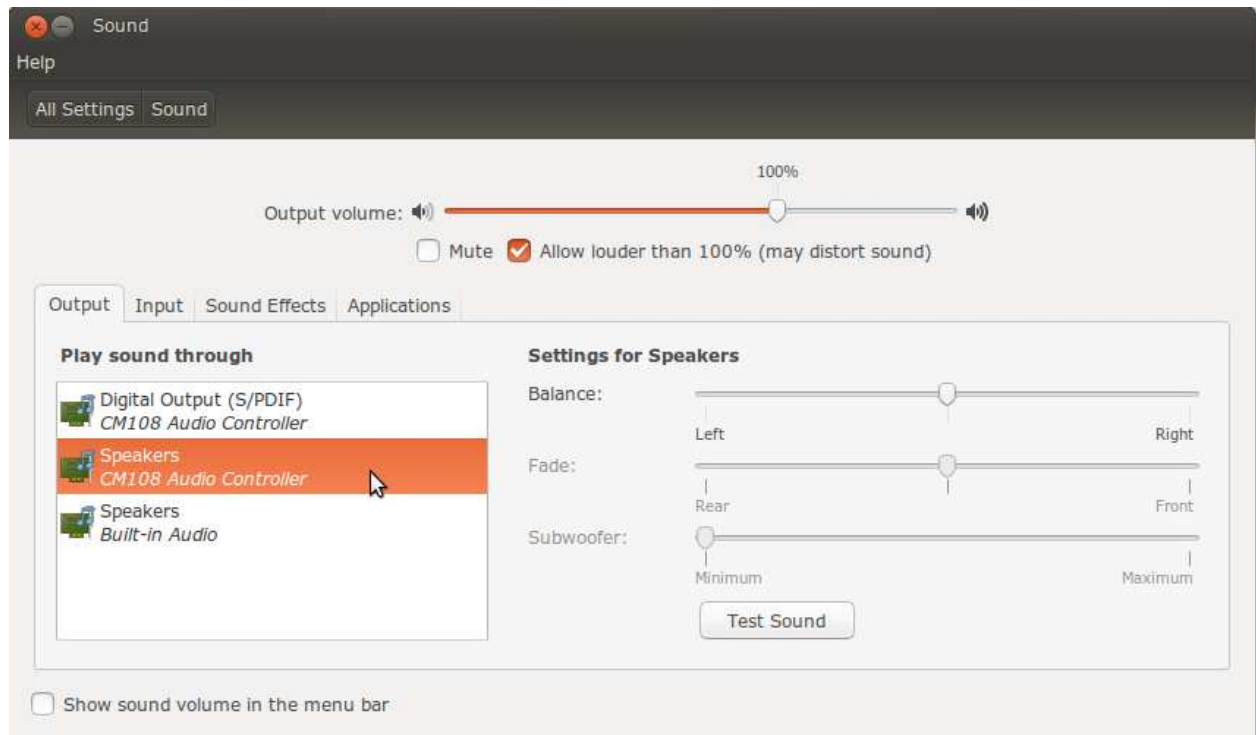 Sound
Help
All Settings Sound
100%
Output volume:
Mute Allow louder than 100% (may distort sound)
Output Input Sound Effects Applications
Play sound through
Digital Output (S/PDIF)
CM108 Audio Controller
Speakers
CM108 Audio Controller
Speakers
Built-in Audio
Settings for Speakers
Balance:
Left Right
Fade:
Rear Front
Subwoofer:
Minimum Maximum
Test Sound
Show sound volume in the menu bar